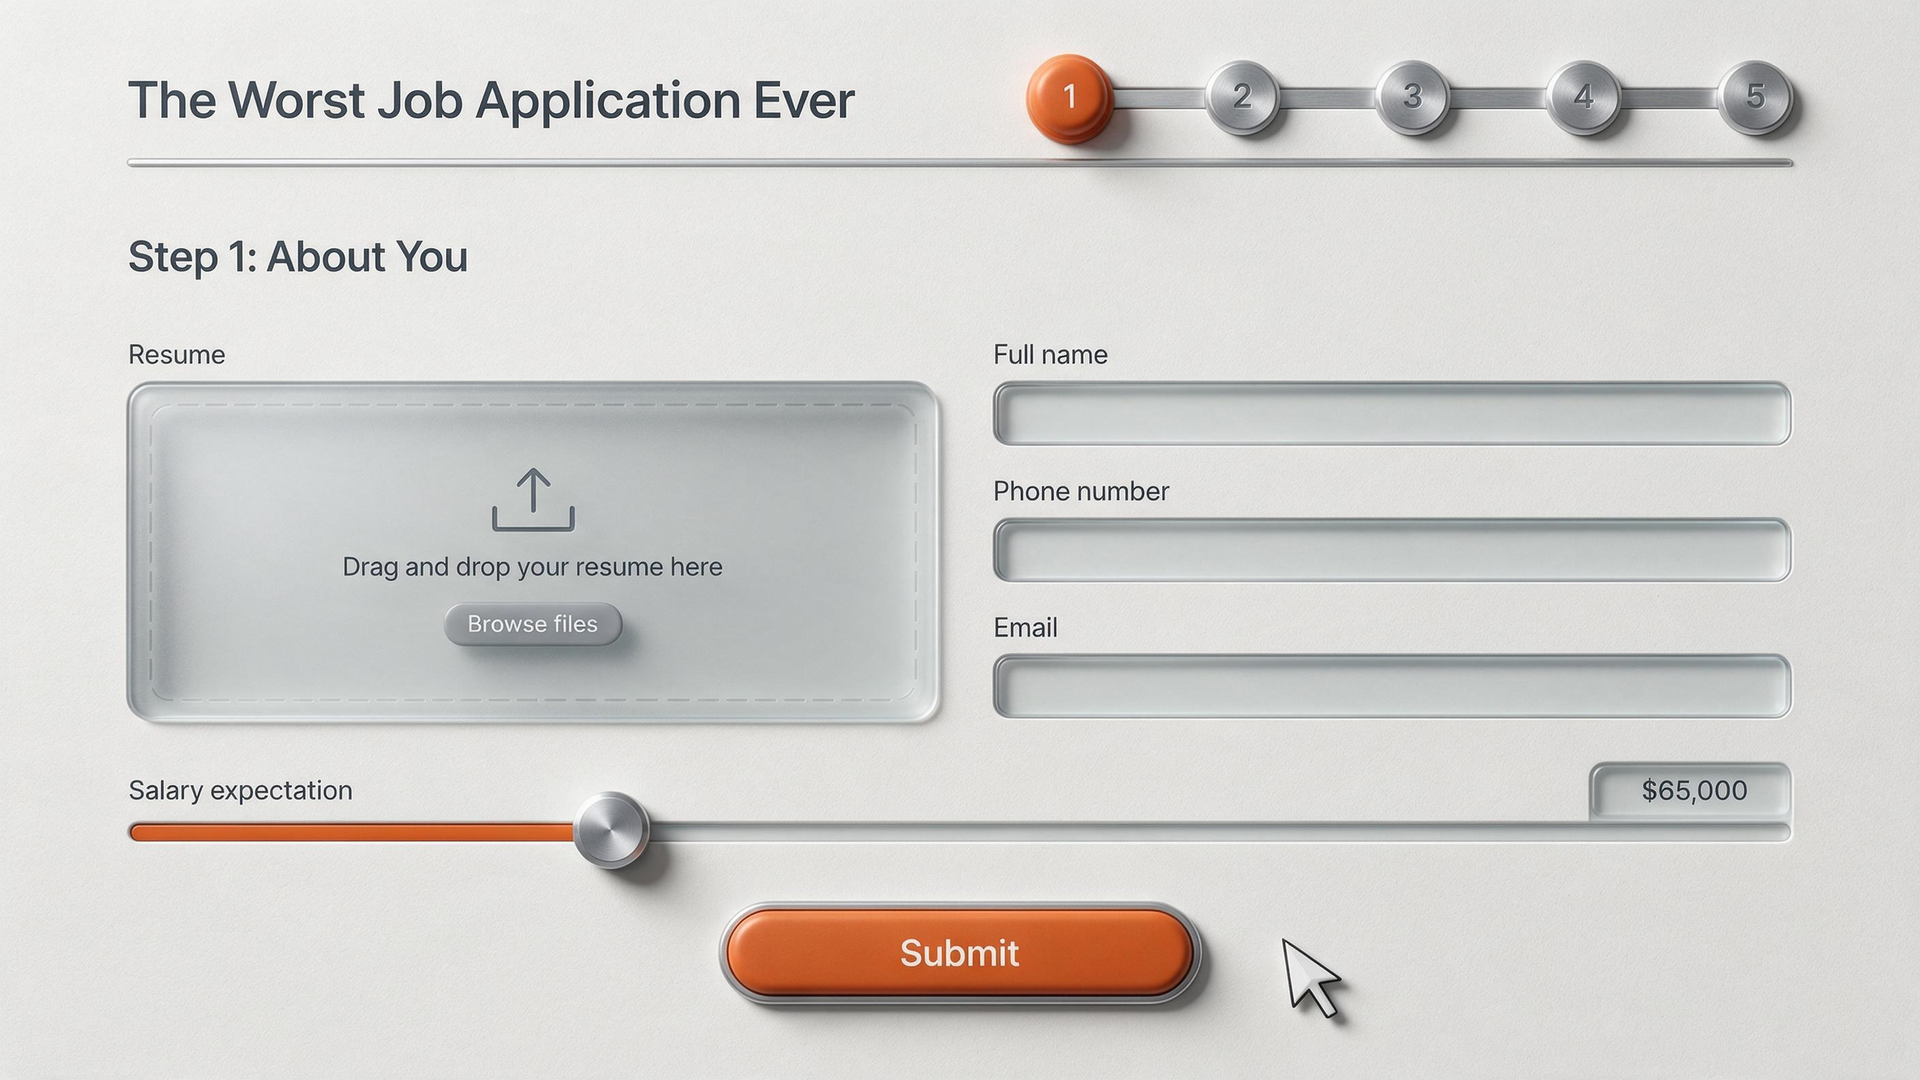 The Worst Job Application Ever
1 2 3 4 5
Step 1: About You
Resume
Drag and drop your resume here
Browse files
Full name
Phone number
Email
Salary expectation
$65,000
Submit